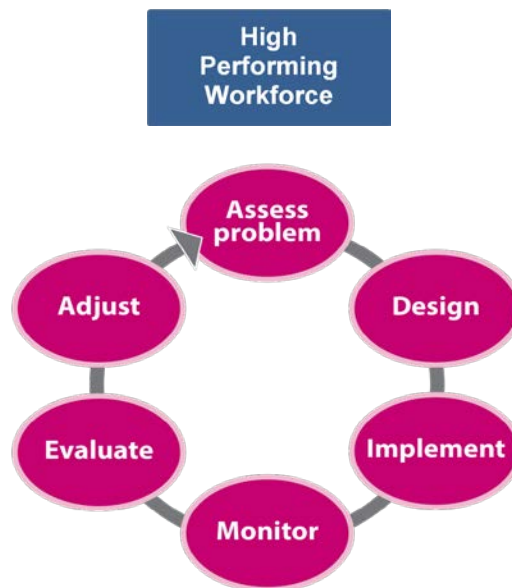 High
Performing
Workforce
Assess
problem
Design
Implement
Monitor
Evaluate
Adjust